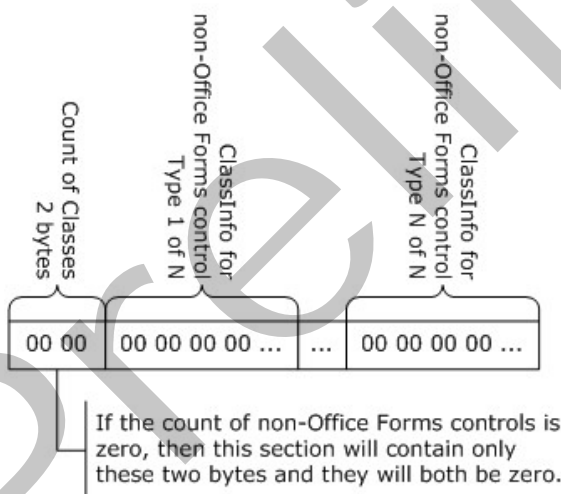 Count of Classes
2 bytes
ClassInfo for
non-Office Forms control
Type 1 of N
ClassInfo for
non-Office Forms control
Type N of N
00 00
00 00 00 00 ...
...
00 00 00 00 ...
If the count of non-Office Forms controls is
zero, then this section will contain only
these two bytes and they will both be zero.